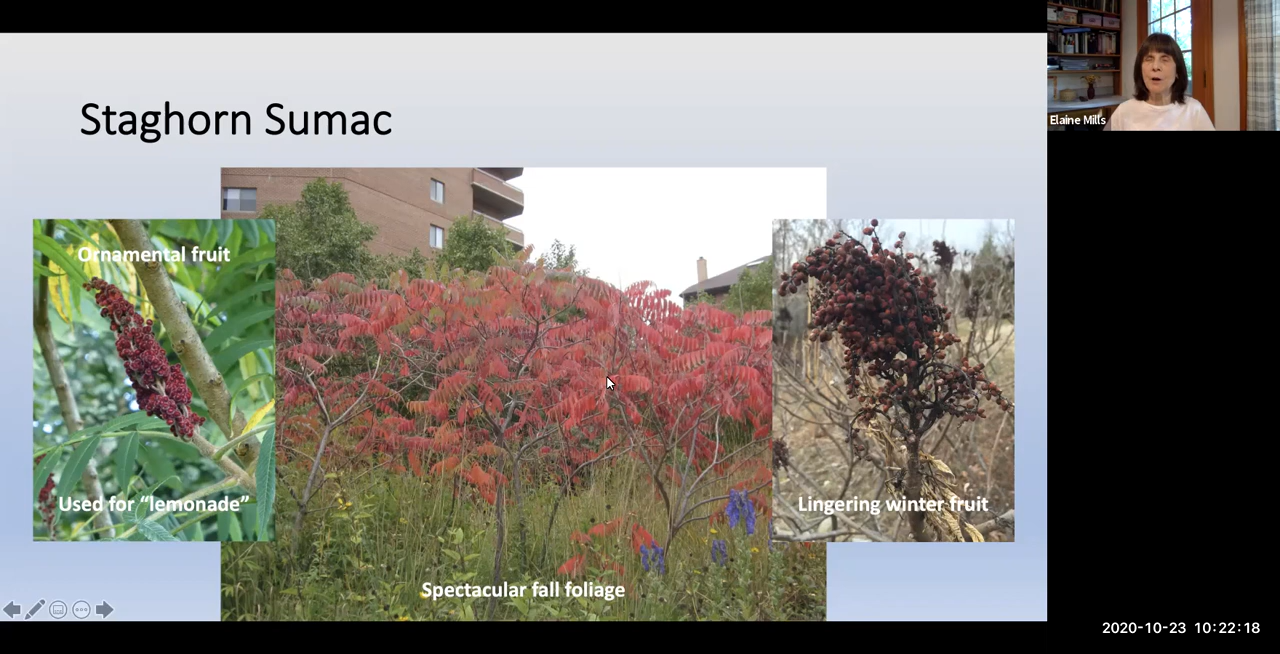 Staghorn Sumac
Ornamental fruit
Used for “lemonade”
Spectacular fall foliage
Lingering winter fruit
Elaine Mills
2020-10-23 10:22:18